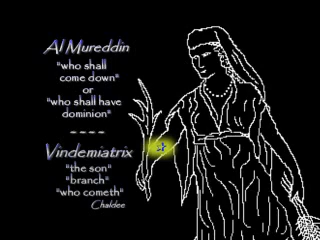 Al Mureddin
"who shall
come down"
or
"who shall have
dominion"
----
Vindemiatrix
"the son"
"branch"
"who cometh"
Chaldee